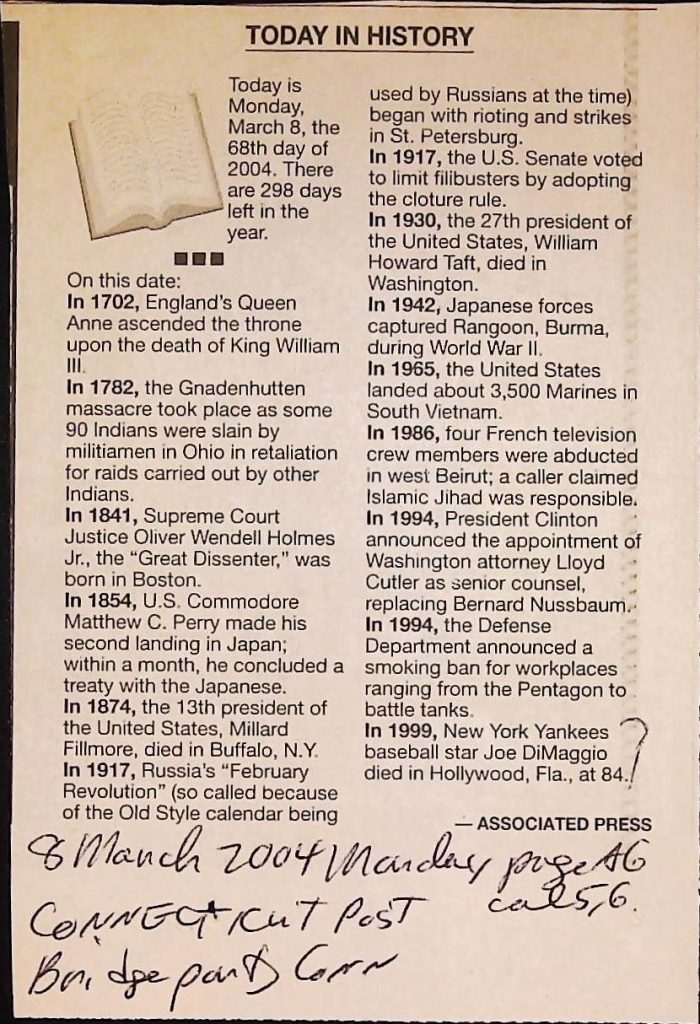 TODAY IN HISTORY
Today is
Monday,
March 8, the
68th day of
2004. There
are 298 days
left in the
year.
On this date:
In 1702, England's Queen
Anne ascended the throne
upon the death of King William
III.
In 1782, the Gnadenhutten
massacre took place as some
90 Indians were slain by
militiamen in Ohio in retaliation
for raids carried out by other
Indians.
In 1841, Supreme Court
Justice Oliver Wendell Holmes
Jr., the “Great Dissenter,” was
born in Boston.
In 1854, U.S. Commodore
Matthew C. Perry made his
second landing in Japan;
within a month, he concluded a
treaty with the Japanese.
In 1874, the 13th president of
the United States, Millard
Fillmore, died in Buffalo, N.Y.
In 1917, Russia's “February
Revolution” (so called because
of the Old Style calendar being
used by Russians at the time)
began with rioting and strikes
in St. Petersburg.
In 1917, the U.S. Senate voted
to limit filibusters by adopting
the cloture rule.
In 1930, the 27th president of
the United States, William
Howard Taft, died in
Washington.
In 1942, Japanese forces
captured Rangoon, Burma,
during World War II.
In 1965, the United States
landed about 3,500 Marines in
South Vietnam.
In 1986, four French television
crew members were abducted
in west Beirut; a caller claimed
Islamic Jihad was responsible.
In 1994, President Clinton
announced the appointment of
Washington attorney Lloyd
Cutler as senior counsel,
replacing Bernard Nussbaum.
In 1994, the Defense
Department announced a
smoking ban for workplaces
ranging from the Pentagon to
battle tanks.
In 1999, New York Yankees ?
baseball star Joe DiMaggio
died in Hollywood, Fla., at 84.
— ASSOCIATED PRESS
8 March 2004 Monday page A6
col 5,6.
CONNECTICUT POST
Bridgeport Conn